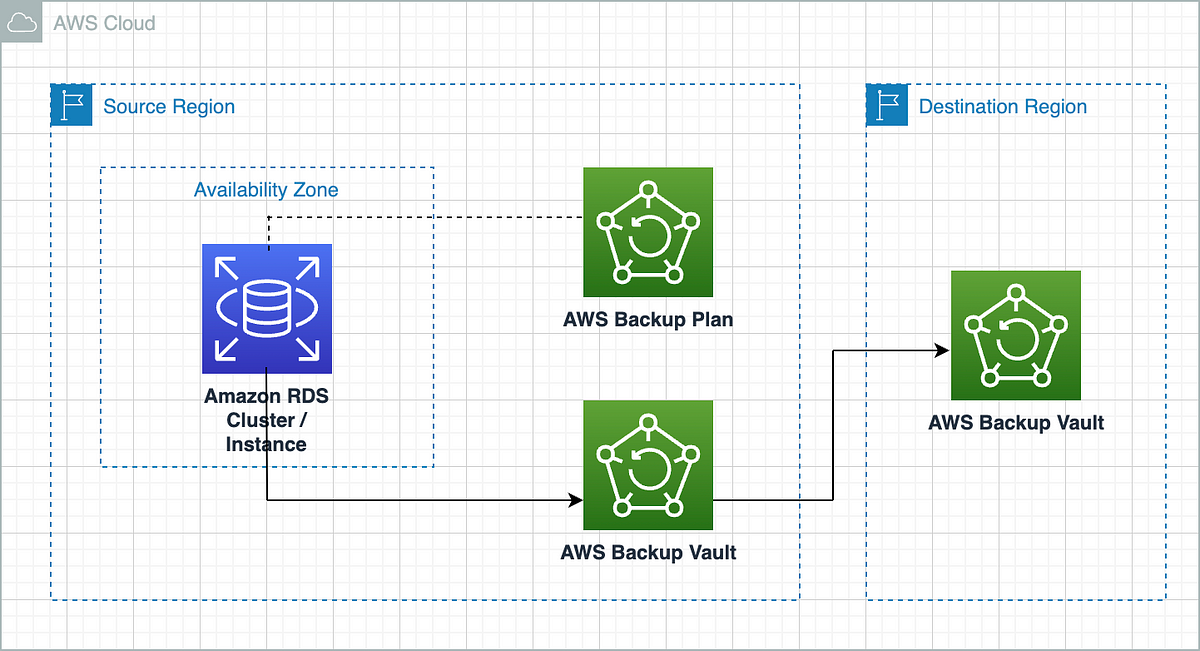 AWS Cloud
Source Region
Destination Region
Availability Zone
AWS Backup Plan
Amazon RDS
Cluster /
Instance
AWS Backup Vault
AWS Backup Vault